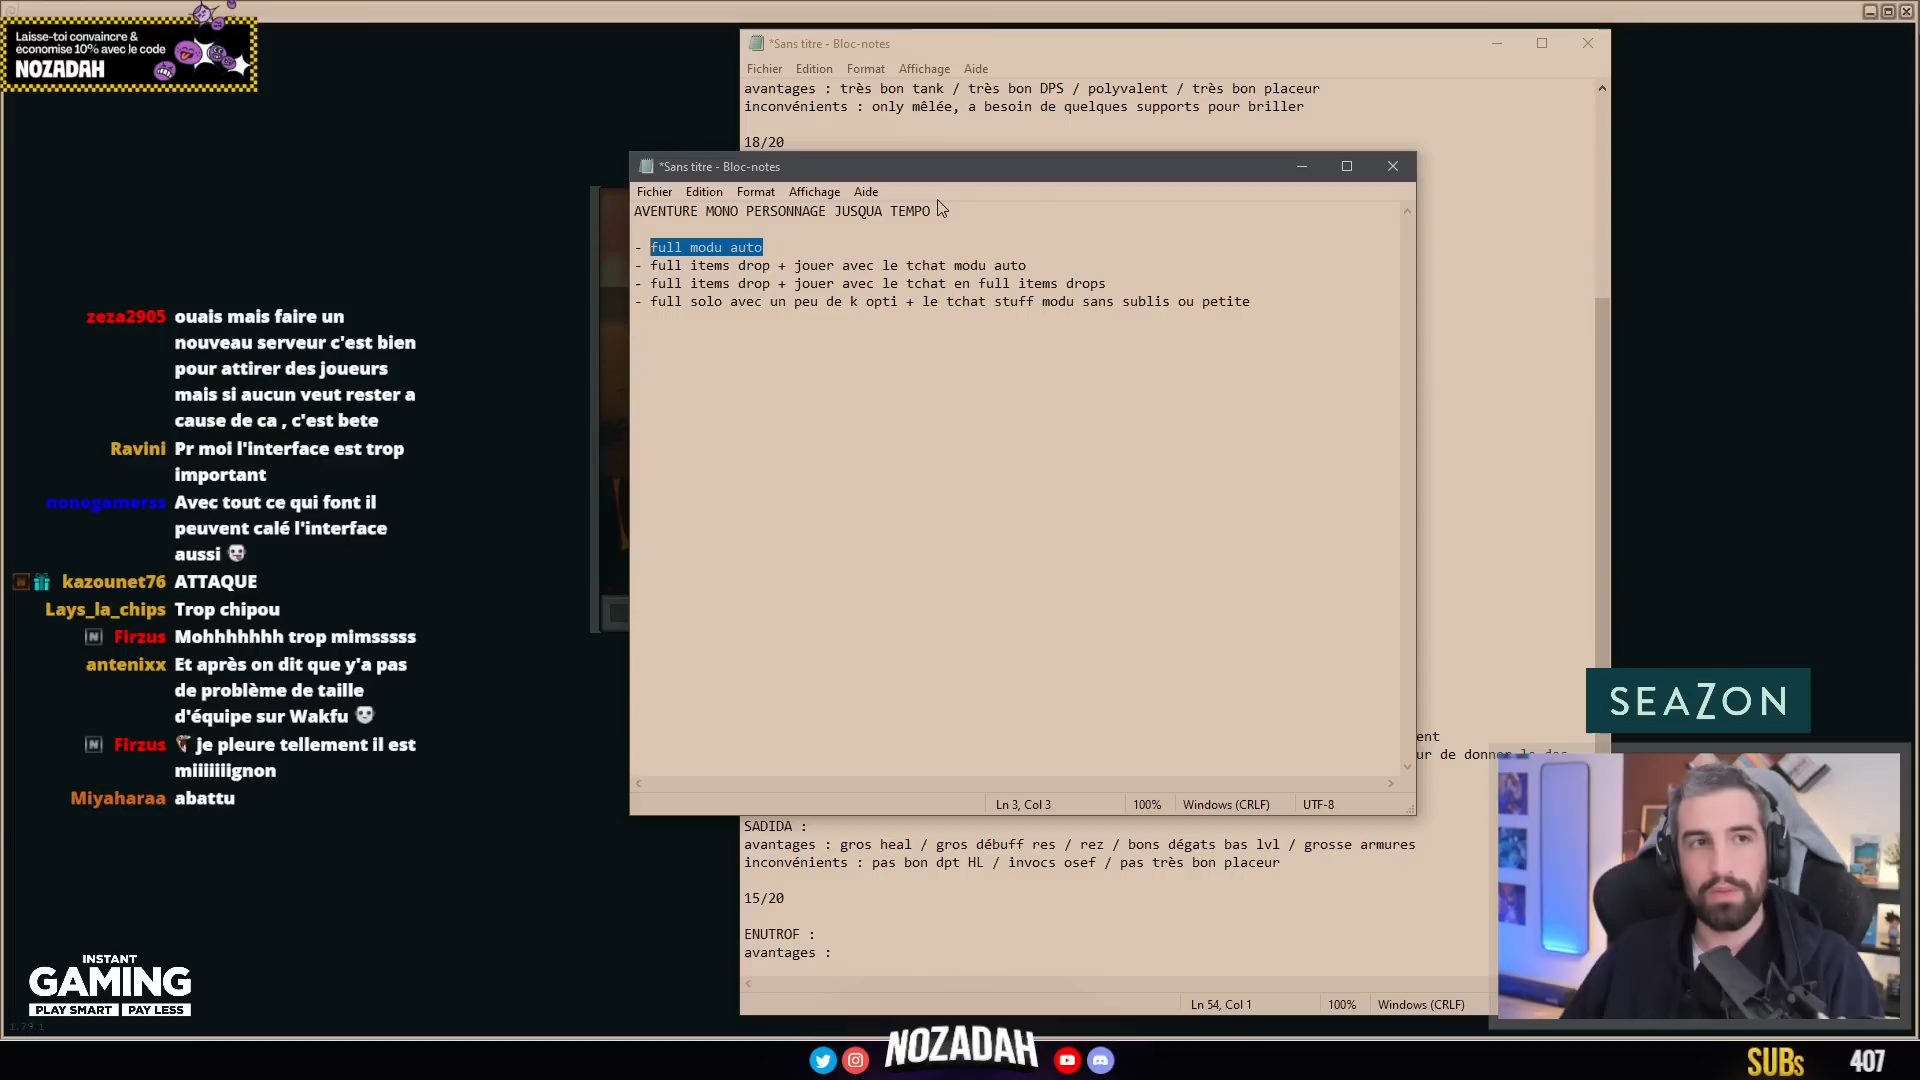 Laisse-toi convaincre &
économise 10% avec le code
NOZADAH
*Sans titre - Bloc-notes
Fichier Edition Format Affichage Aide
avantages : très bon tank / très bon DPS / polyvalent / très bon placeur
inconvénients : only mêlée, a besoin de quelques supports pour briller
18/20
*Sans titre - Bloc-notes
Fichier Edition Format Affichage Aide
AVENTURE MONO PERSONNAGE JUSQUA TEMPO
- full modu auto
- full items drop + jouer avec le tchat modu auto
- full items drop + jouer avec le tchat en full items drops
- full solo avec un peu de k opti + le tchat stuff modu sans sublis ou petite
Ln 3, Col 3 100% Windows (CRLF) UTF-8
zeza2905 ouais mais faire un
nouveau serveur c'est bien
pour attirer des joueurs
mais si aucun veut rester a
cause de ca , c'est bete
Ravini Pr moi l'interface est trop
important
nonogamerss Avec tout ce qui font il
peuvent calé l'interface
aussi
kazounet76 ATTAQUE
Lays_la_chips Trop chipou
N Firzus Mohhhhhhh trop mimsssss
antenixx Et après on dit que y'a pas
de problème de taille
d'équipe sur Wakfu
N Firzus je pleure tellement il est
miiiiiiignon
Miyaharaa abattu
ent
ur de donner le des
SADIDA :
avantages : gros heal / gros débuff res / rez / bons dégats bas lvl / grosse armures
inconvénients : pas bon dpt HL / invocs osef / pas très bon placeur
15/20
ENUTROF :
avantages :
Ln 54, Col 1 100% Windows (CRLF)
SEAZON
INSTANT
GAMING
PLAY SMART PAY LESS
1.79.1
NOZADAH
SUBs 407